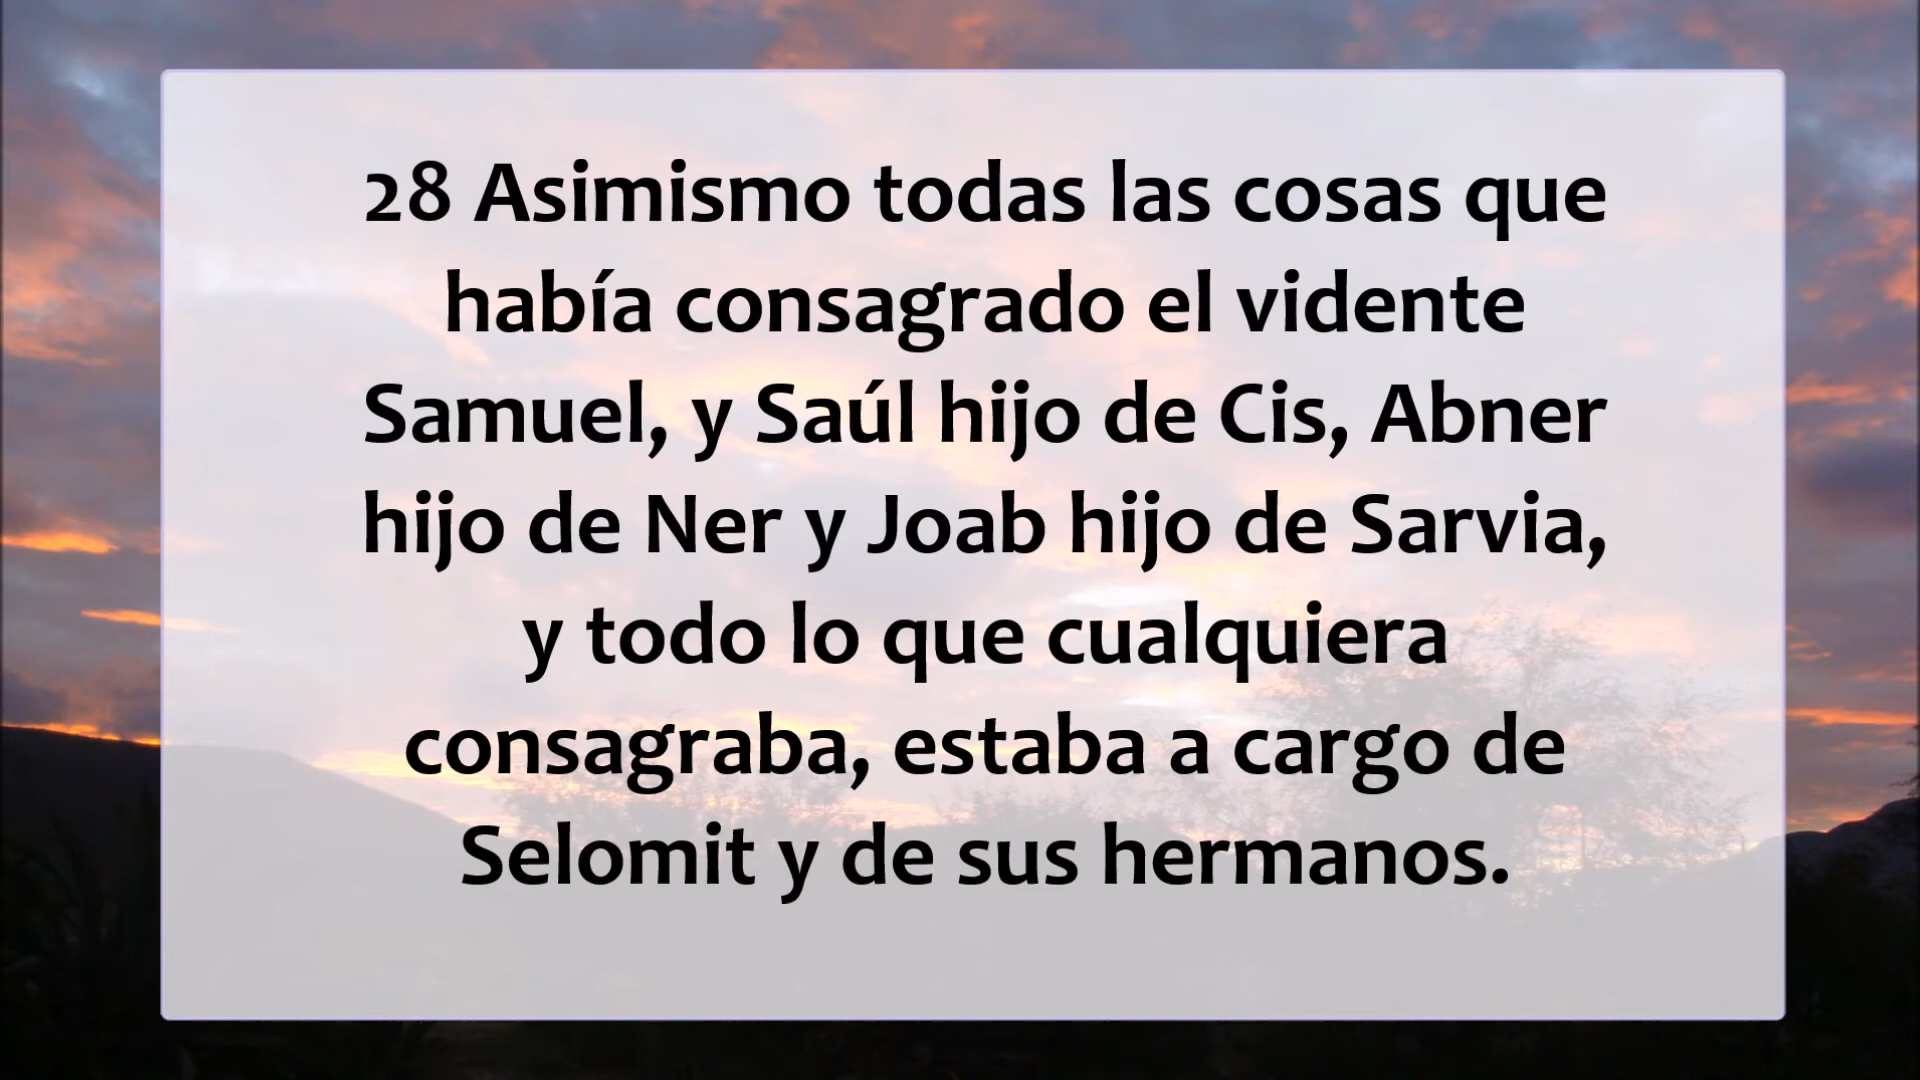 28 Asimismo todas las cosas que
había consagrado el vidente
Samuel, y Saúl hijo de Cis, Abner
hijo de Ner y Joab hijo de Sarvia,
y todo lo que cualquiera
consagraba, estaba a cargo de
Selomit y de sus hermanos.